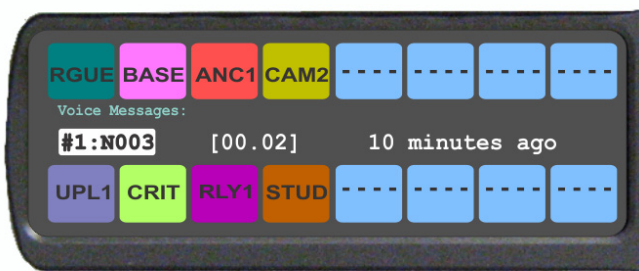 RGUE BASE ANC1 CAM2 ---- ---- ---- ----
Voice Messages:
#1:N003 [00.02] 10 minutes ago
UPL1 CRIT RLY1 STUD ---- ---- ---- ----